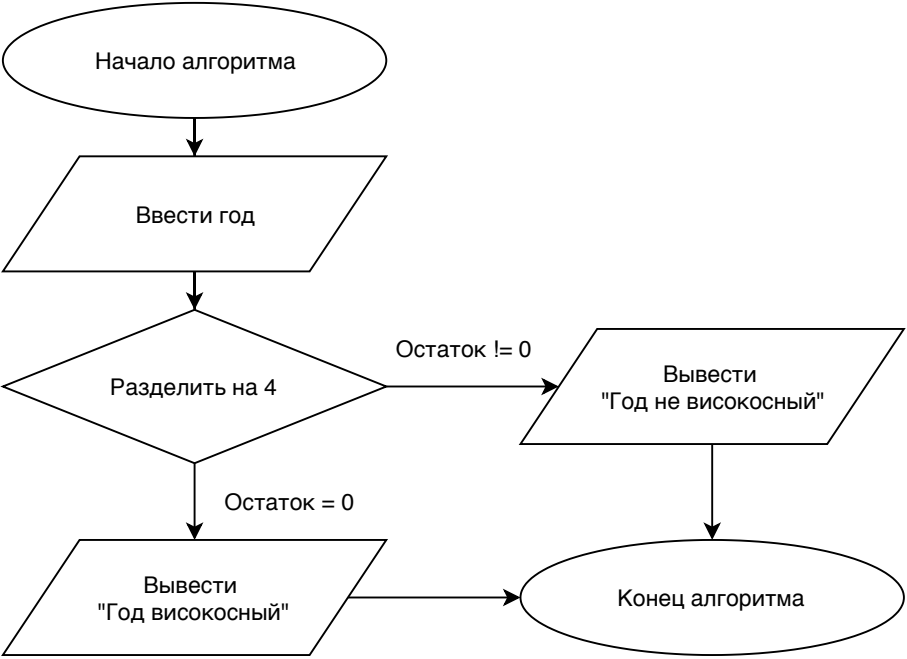 Начало алгоритма
Ввести год
Разделить на 4
Остаток != 0
Вывести
"Год не високосный"
Остаток = 0
Вывести
"Год високосный"
Конец алгоритма